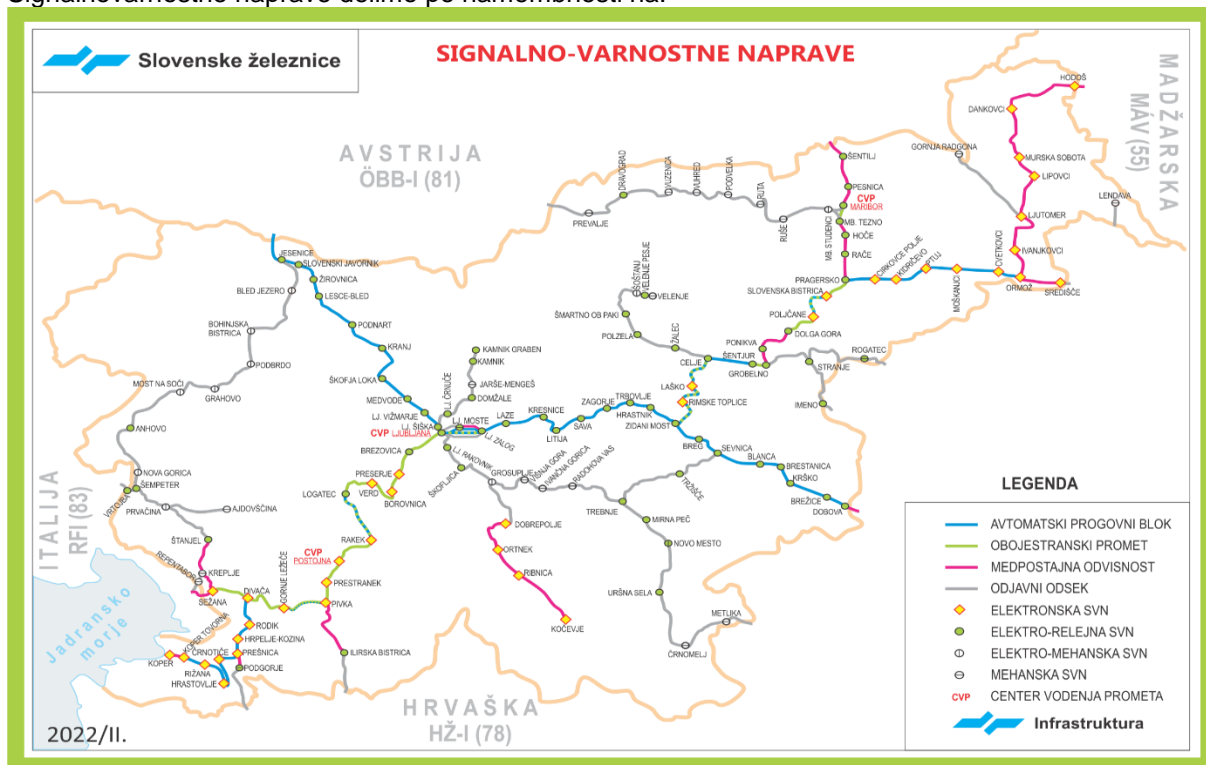 Slovenske železnice
SIGNALNO-VARNOSTNE NAPRAVE
MADŽARSKA
MÁV (55)
AVSTRIJA
ÖBB-I (81)
ITALIJA
RFI (83)
HRVAŠKA
HŽ-I (78)
Jadransko
morje
HODOŠ
DANKOVCI
GORNJA RADGONA
MURSKA SOBOTA
LIPOVCI
LENDAVA
LJUTOMER
IVANJKOVCI
CVETKOVCI
ORMOŽ
SREDIŠČE
MOŠKANJCI
PTUJ
KIDRIČEVO
CIRKOVCE POLJE
PRAGERSKO
ŠENTILJ
PESNICA
CVP
MARIBOR
MB. TEZNO
HOČE
RAČE
MB. STUDENCI
RUŠE
RUTA
PODVELKA
VUHRED
VUZENICA
DRAVOGRAD
PREVALJE
SLOVENSKA BISTRICA
POLJČANE
DOLGA GORA
PONIKVA
ROGATEC
STRANJE
IMENO
GROBELNO
ŠENTJUR
CELJE
ŽALEC
POLZELA
ŠMARTNO OB PAKI
ŠOŠTANJ
VELENJE PESJE
VELENJE
LAŠKO
RIMSKE TOPLICE
ZIDANI MOST
HRASTNIK
TRBOVLJE
ZAGORJE
SAVA
LITIJA
KRESNICE
LAZE
LJ. ZALOG
LJ. MOSTE
CVP LJUBLJANA
JESENICE
SLOVENSKI JAVORNIK
ŽIROVNICA
LESCE-BLED
BLED JEZERO
PODNART
KRANJ
ŠKOFJA LOKA
MEDVODE
LJ. VIŽMARJE
LJ. ŠIŠKA
LJ. ČRNUČE
KAMNIK GRABEN
KAMNIK
JARŠE-MENGEŠ
DOMŽALE
BOHINJSKA
BISTRICA
PODBRDO
GRAHOVO
MOST NA SOČI
ANHOVO
NOVA GORICA
ŠEMPETER
VRTOJBA
PRVAČINA
AJDOVŠČINA
ŠTANJEL
REPENTABOR
KREPLJE
SEŽANA
DIVAČA
GORNJE LEŽEČE
RODIK
HRPELJE-KOZINA
PREŠNICA
PODGORJE
ČRNOTIČE
KOPER TOVORNA
KOPER
RIŽANA
HRASTOVLJE
BREZOVICA
PRESERJE
BOROVNICA
VERD
LOGATEC
RAKEK
CVP
POSTOJNA
PRESTRANEK
PIVKA
ILIRSKA BISTRICA
LJ. RAKOVNIK
ŠKOFLJICA
GROSUPLJE
VIŠNJA GORA
IVANČNA GORICA
RADOHOVA VAS
DOBREPOLJE
ORTNEK
RIBNICA
KOČEVJE
TREBNJE
MIRNA PEČ
NOVO MESTO
URŠNA SELA
ČRNOMELJ
METLIKA
TRŽIŠČE
BREG
SEVNICA
BLANCA
BRESTANICA
KRŠKO
BREŽICE
DOBOVA
LEGENDA
AVTOMATSKI PROGOVNI BLOK
OBOJESTRANSKI PROMET
MEDPOSTAJNA ODVISNOST
ODJAVNI ODSEK
ELEKTRONSKA SVN
ELEKTRO-RELEJNA SVN
ELEKTRO-MEHANSKA SVN
MEHANSKA SVN
CVP CENTER VODENJA PROMETA
Infrastruktura
2022/II.